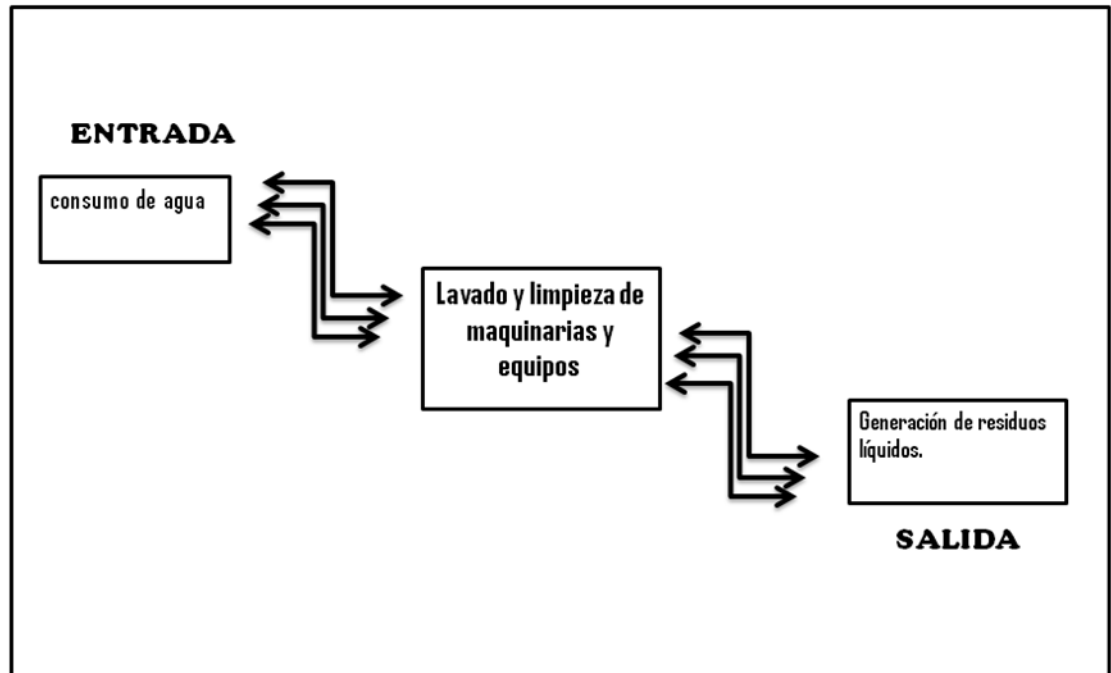 ENTRADA
consumo de agua
Lavado y limpieza de
maquinarias y
equipos
Generación de residuos
líquidos.
SALIDA